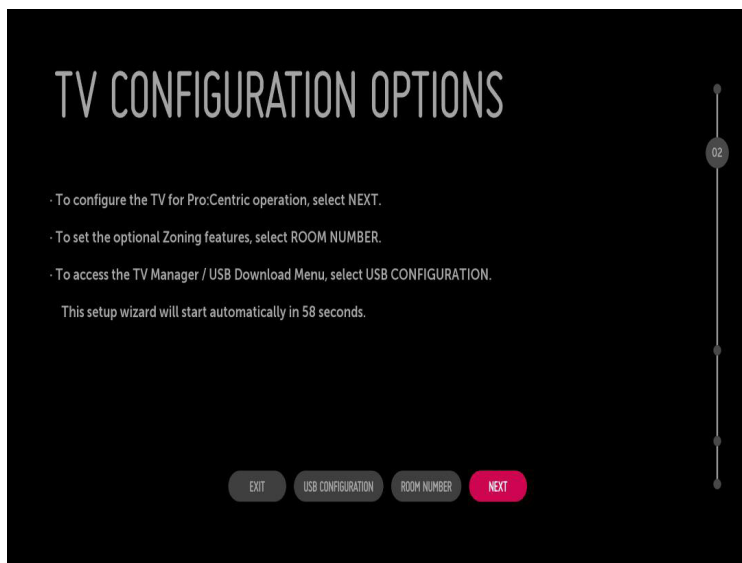 TV CONFIGURATION OPTIONS
02
· To configure the TV for Pro:Centric operation, select NEXT.
· To set the optional Zoning features, select ROOM NUMBER.
· To access the TV Manager / USB Download Menu, select USB CONFIGURATION.
This setup wizard will start automatically in 58 seconds.
EXIT USB CONFIGURATION ROOM NUMBER NEXT